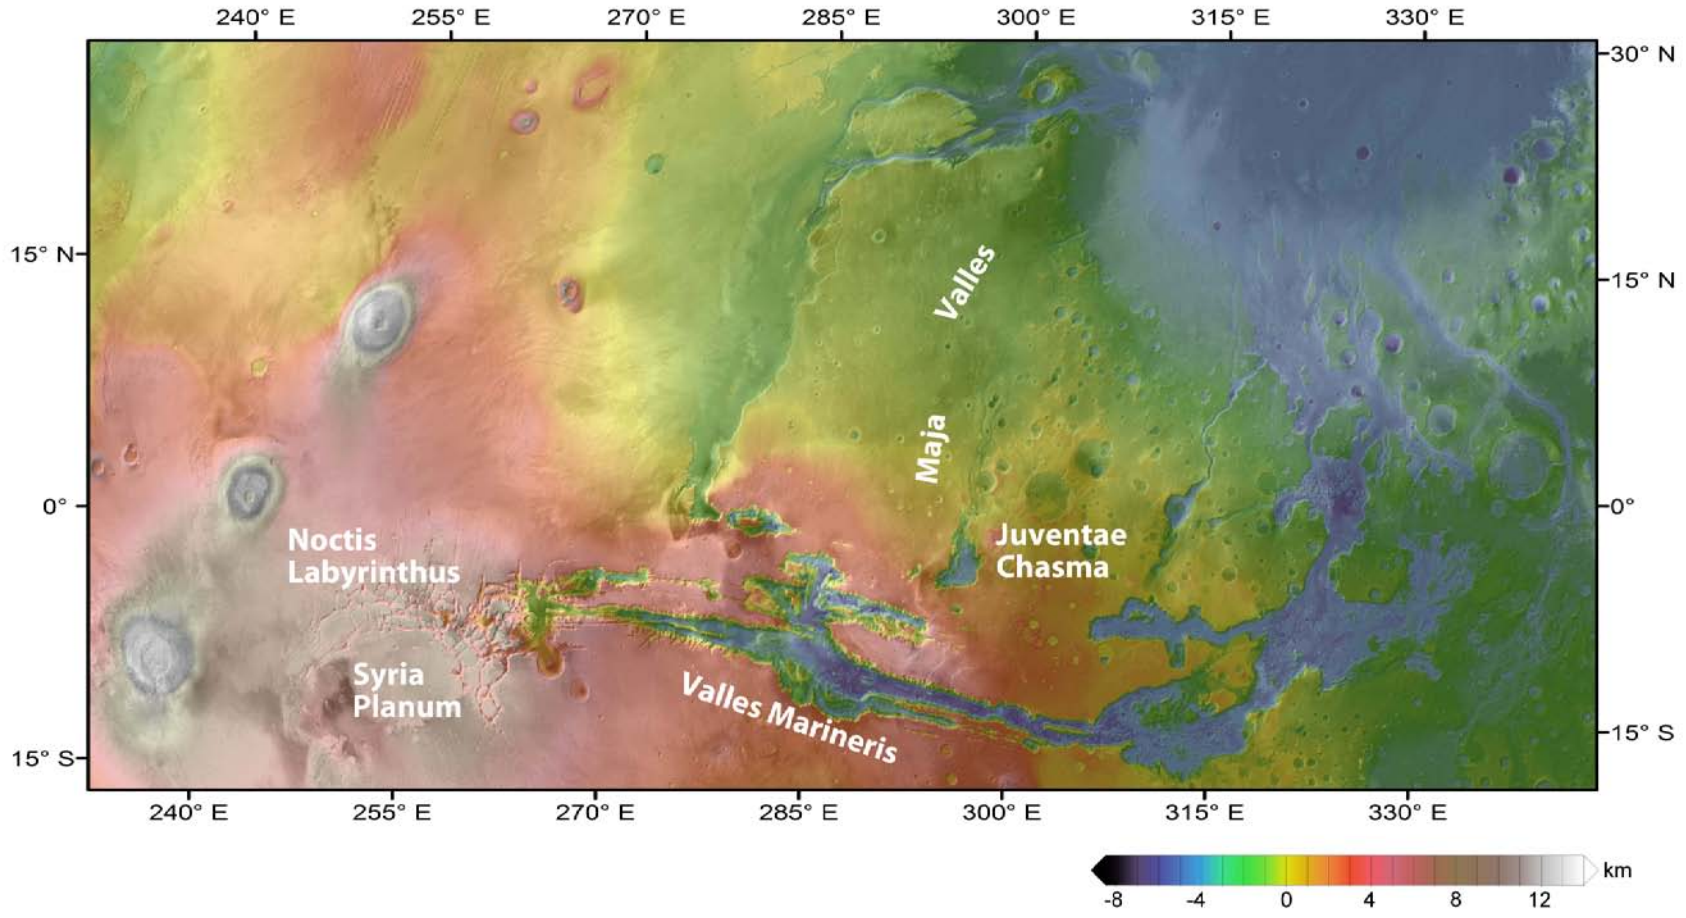 240° E 255° E 270° E 285° E 300° E 315° E 330° E
30° N
15° N
15° N
Valles
Maja
0°
0°
Noctis
Labyrinthus
Juventae
Chasma
Syria
Planum
Valles Marineris
15° S
15° S
240° E 255° E 270° E 285° E 300° E 315° E 330° E
km
-8 -4 0 4 8 12